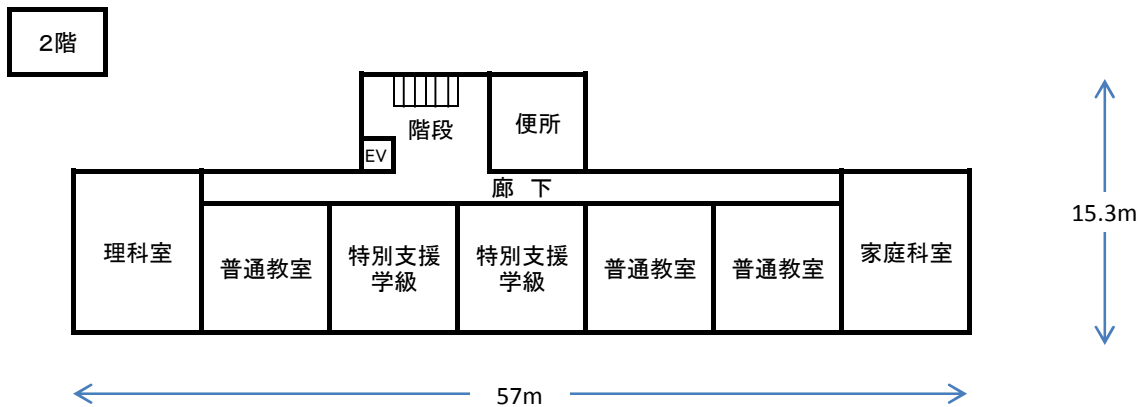 2階
階段
便所
EV
廊 下
理科室
普通教室
特別支援
学級
特別支援
学級
普通教室
普通教室
家庭科室
15.3m
57m